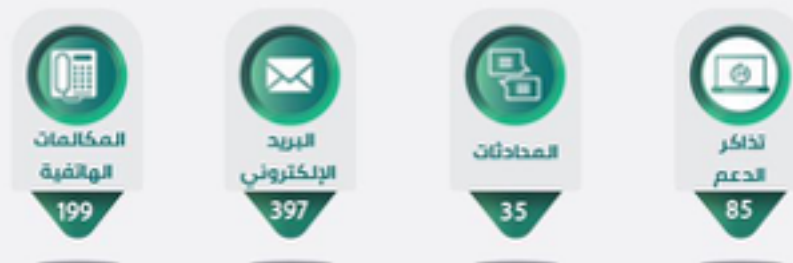 تذاكر
الدعم
85
المحادثات
35
البريد
الإلكتروني
397
المكالمات
الهاتفية
199